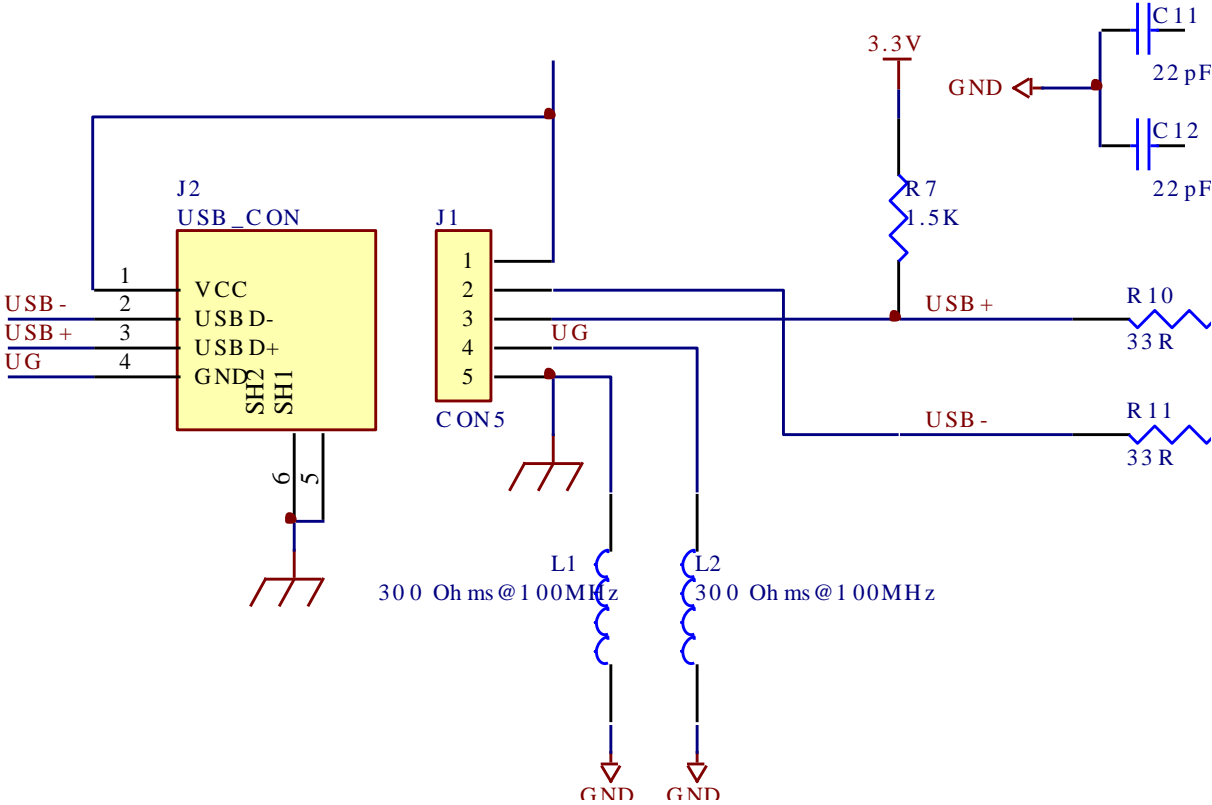 C11
3.3V
GND
22pF
C12
J2
R7
22pF
USB_CON
J1
1.5K
1
1
VCC
2
R10
USB-
2
USBD-
3
USB+
USB+
3
USBD+
UG
33R
UG
4
GND
4
5
SH2
SH1
R11
CON5
USB-
33R
6
5
L1
L2
300 Ohms@100MHz
300 Ohms@100MHz
GND
GND